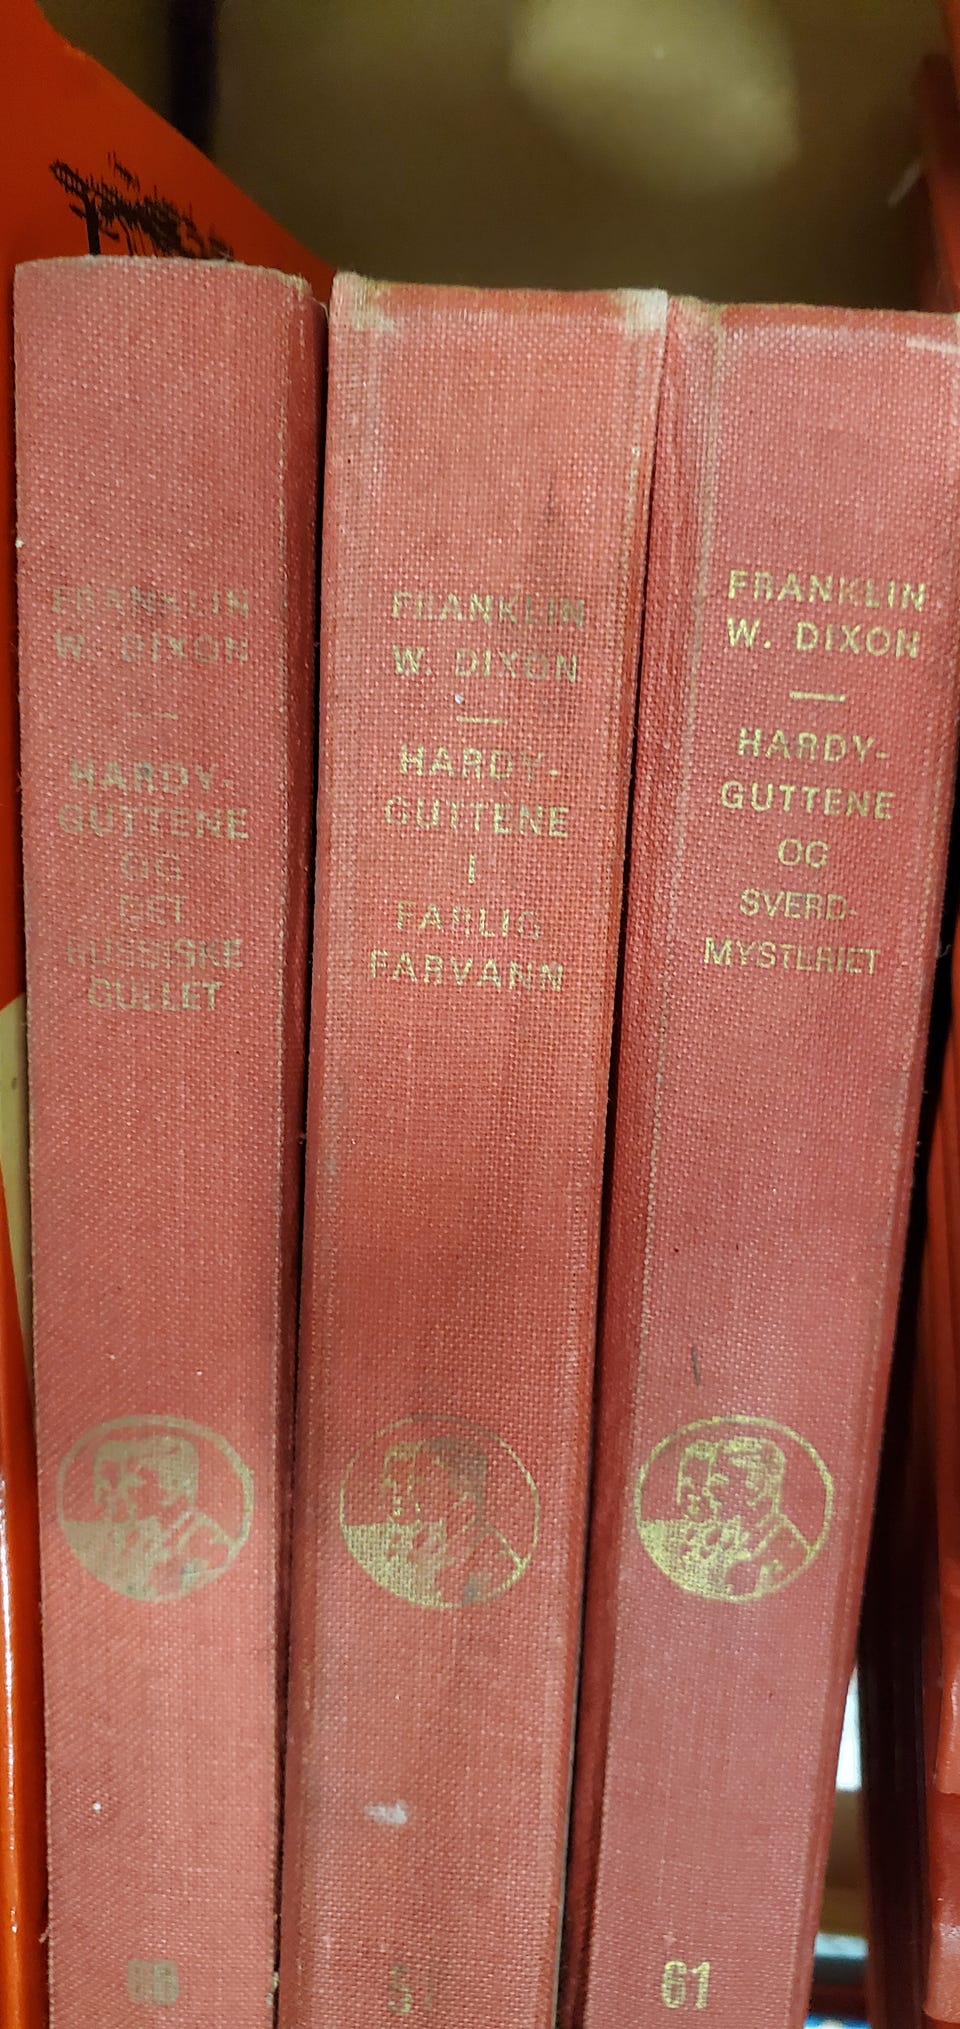 FRANKLIN
W. DIXON
HARDY-
GUTTENE
OG
DET
RUSSISKE
GULLET
FRANKLIN
W. DIXON
HARDY-
GUTTENE
I
FARLIG
FARVANN
FRANKLIN
W. DIXON
HARDY-
GUTTENE
OG
SVERD-
MYSTERIET
61